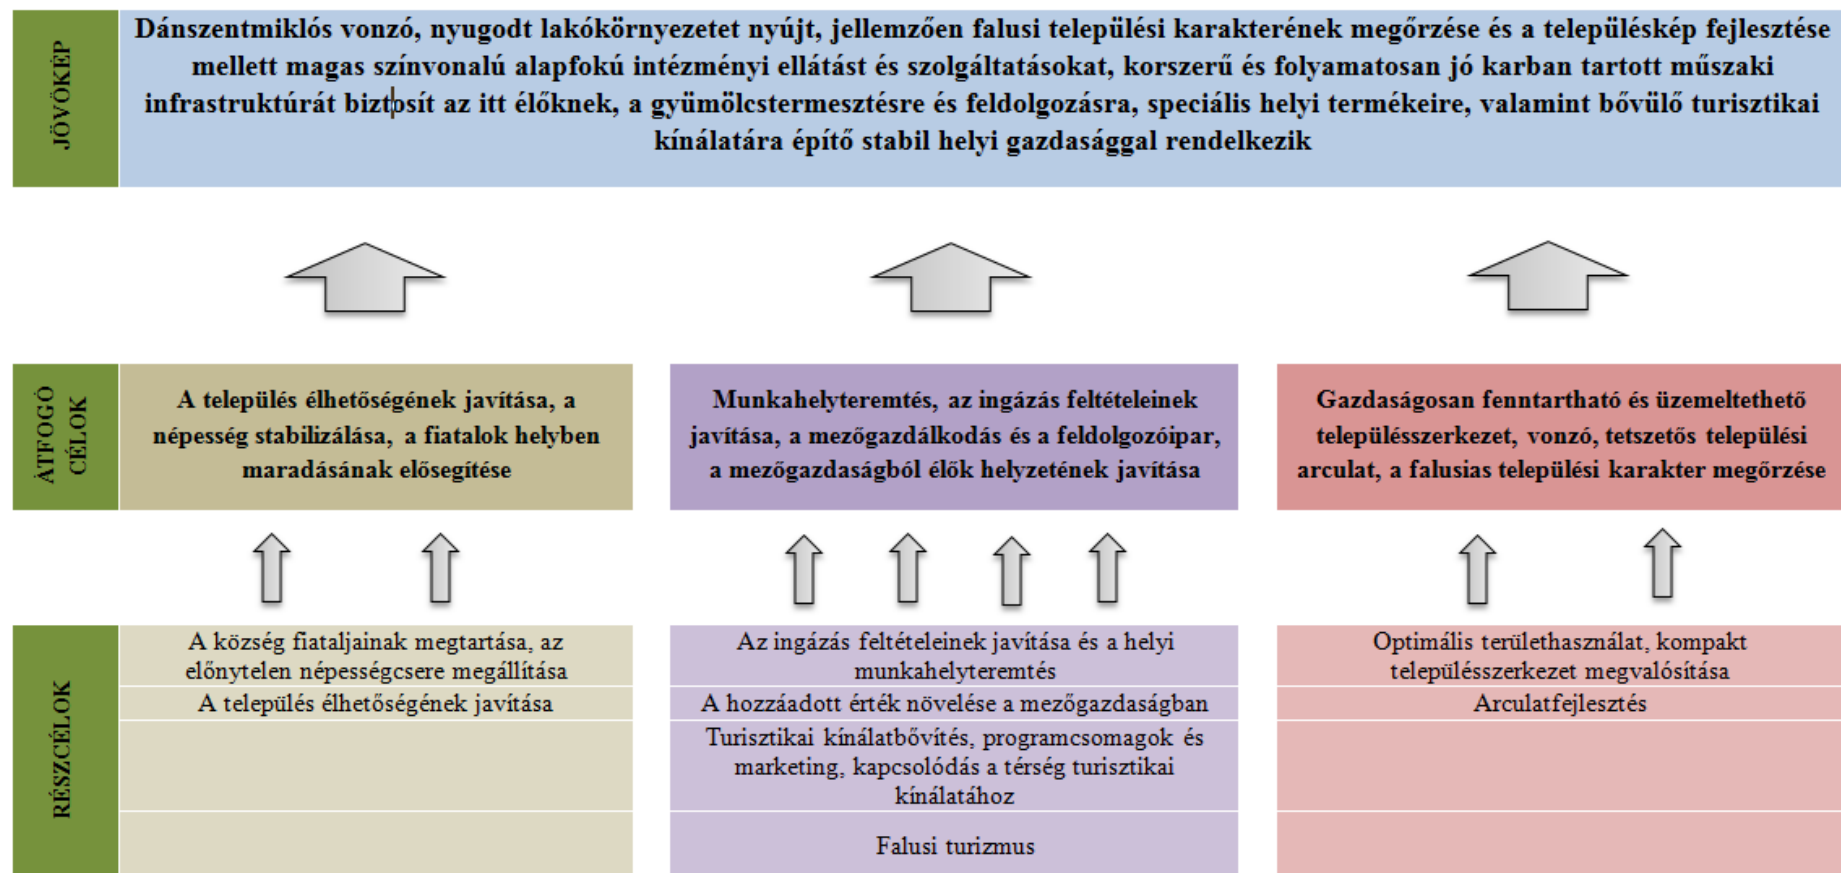 JÖVŐKÉP
Dánszentmiklós vonzó, nyugodt lakókörnyezetet nyújt, jellemzően falusi települési karakterének megőrzése és a településkép fejlesztése
mellett magas színvonalú alapfokú intézményi ellátást és szolgáltatásokat, korszerű és folyamatosan jó karban tartott műszaki
infrastruktúrát biztosít az itt élőknek, a gyümölcstermesztésre és feldolgozásra, speciális helyi termékeire, valamint bővülő turisztikai
kínálatára építő stabil helyi gazdasággal rendelkezik
ÁTFOGÓ
CÉLOK
A település élhetőségének javítása, a
népesség stabilizálása, a fiatalok helyben
maradásának elősegítése
Munkahelyteremtés, az ingázás feltételeinek
javítása, a mezőgazdálkodás és a feldolgozóipar,
a mezőgazdaságból élők helyzetének javítása
Gazdaságosan fenntartható és üzemeltethető
településszerkezet, vonzó, tetszetős települési
arculat, a falusias települési karakter megőrzése
RÉSZCÉLOK
A község fiataljainak megtartása, az
előnytelen népességcsere megállítása
A település élhetőségének javítása
Az ingázás feltételeinek javítása és a helyi
munkahelyteremtés
A hozzáadott érték növelése a mezőgazdaságban
Turisztikai kínálatbővítés, programcsomagok és
marketing, kapcsolódás a térség turisztikai
kínálatához
Falusi turizmus
Optimális területhasználat, kompakt
településszerkezet megvalósítása
Arculatfejlesztés